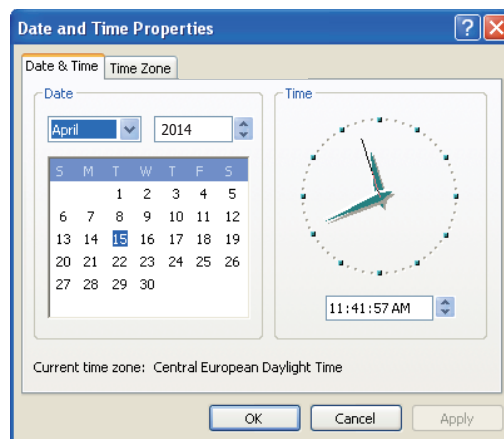 Date and Time Properties
Date & Time Time Zone
Date Time
April 2014
S M T W T F S
1 2 3 4 5
6 7 8 9 10 11 12
13 14 15 16 17 18 19
20 21 22 23 24 25 26
27 28 29 30
11:41:57 AM
Current time zone: Central European Daylight Time
OK Cancel Apply